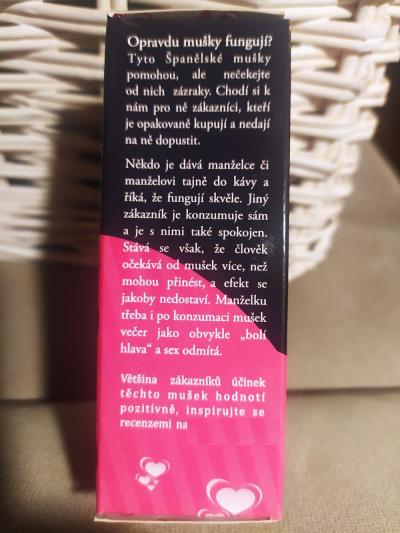 Opravdu mušky fungují?
Tyto Španělské mušky
pomohou, ale nečekejte
od nich zázraky. Chodí si k
nám pro ně zákazníci, kteří
je opakovaně kupují a nedají
na ně dopustit.
Někdo je dává manželce či
manželovi tajně do kávy a
říká, že fungují skvěle. Jiný
zákazník je konzumuje sám
a je s nimi také spokojen.
Stává se však, že člověk
očekává od mušek více, než
mohou přinést, a efekt se
jakoby nedostaví. Manželku
třeba i po konzumaci mušek
večer jako obvykle „bolí
hlava“ a sex odmítá.
Většina zákazníků účinek
těchto mušek hodnotí
pozitivně, inspirujte se
recenzemi na